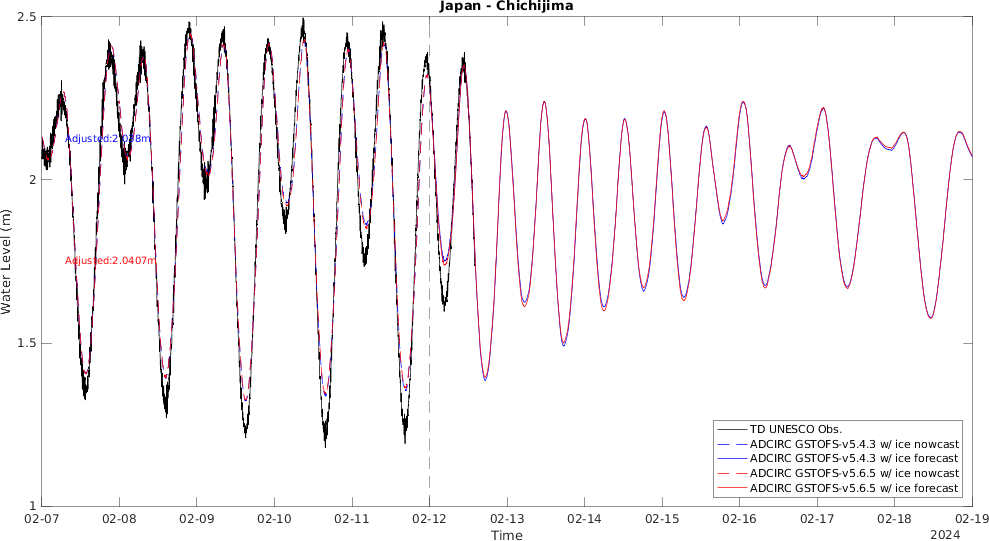 Japan - Chichijima
2.5
2
1.5
1
Water Level (m)
Adjusted:2.038m
Adjusted:2.0407m
TD UNESCO Obs.
ADCIRC GSTOFS-v5.4.3 w/ ice nowcast
ADCIRC GSTOFS-v5.4.3 w/ ice forecast
ADCIRC GSTOFS-v5.6.5 w/ ice nowcast
ADCIRC GSTOFS-v5.6.5 w/ ice forecast
02-07 02-08 02-09 02-10 02-11 02-12 02-13 02-14 02-15 02-16 02-17 02-18 02-19
Time
2024